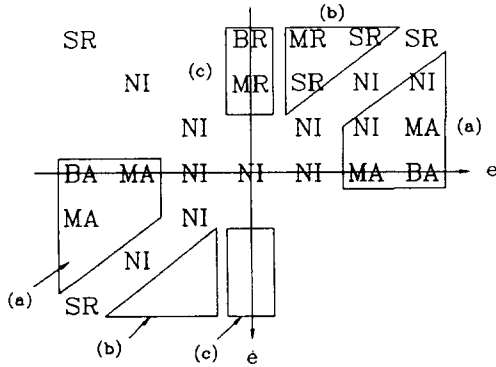 (b)
SR BR MR SR SR
(c)
NI MR SR NI NI
NI NI NI MA (a)
BA MA NI NI NI MA BA e
MA NI
NI
(a) SR
(b) (c) ė